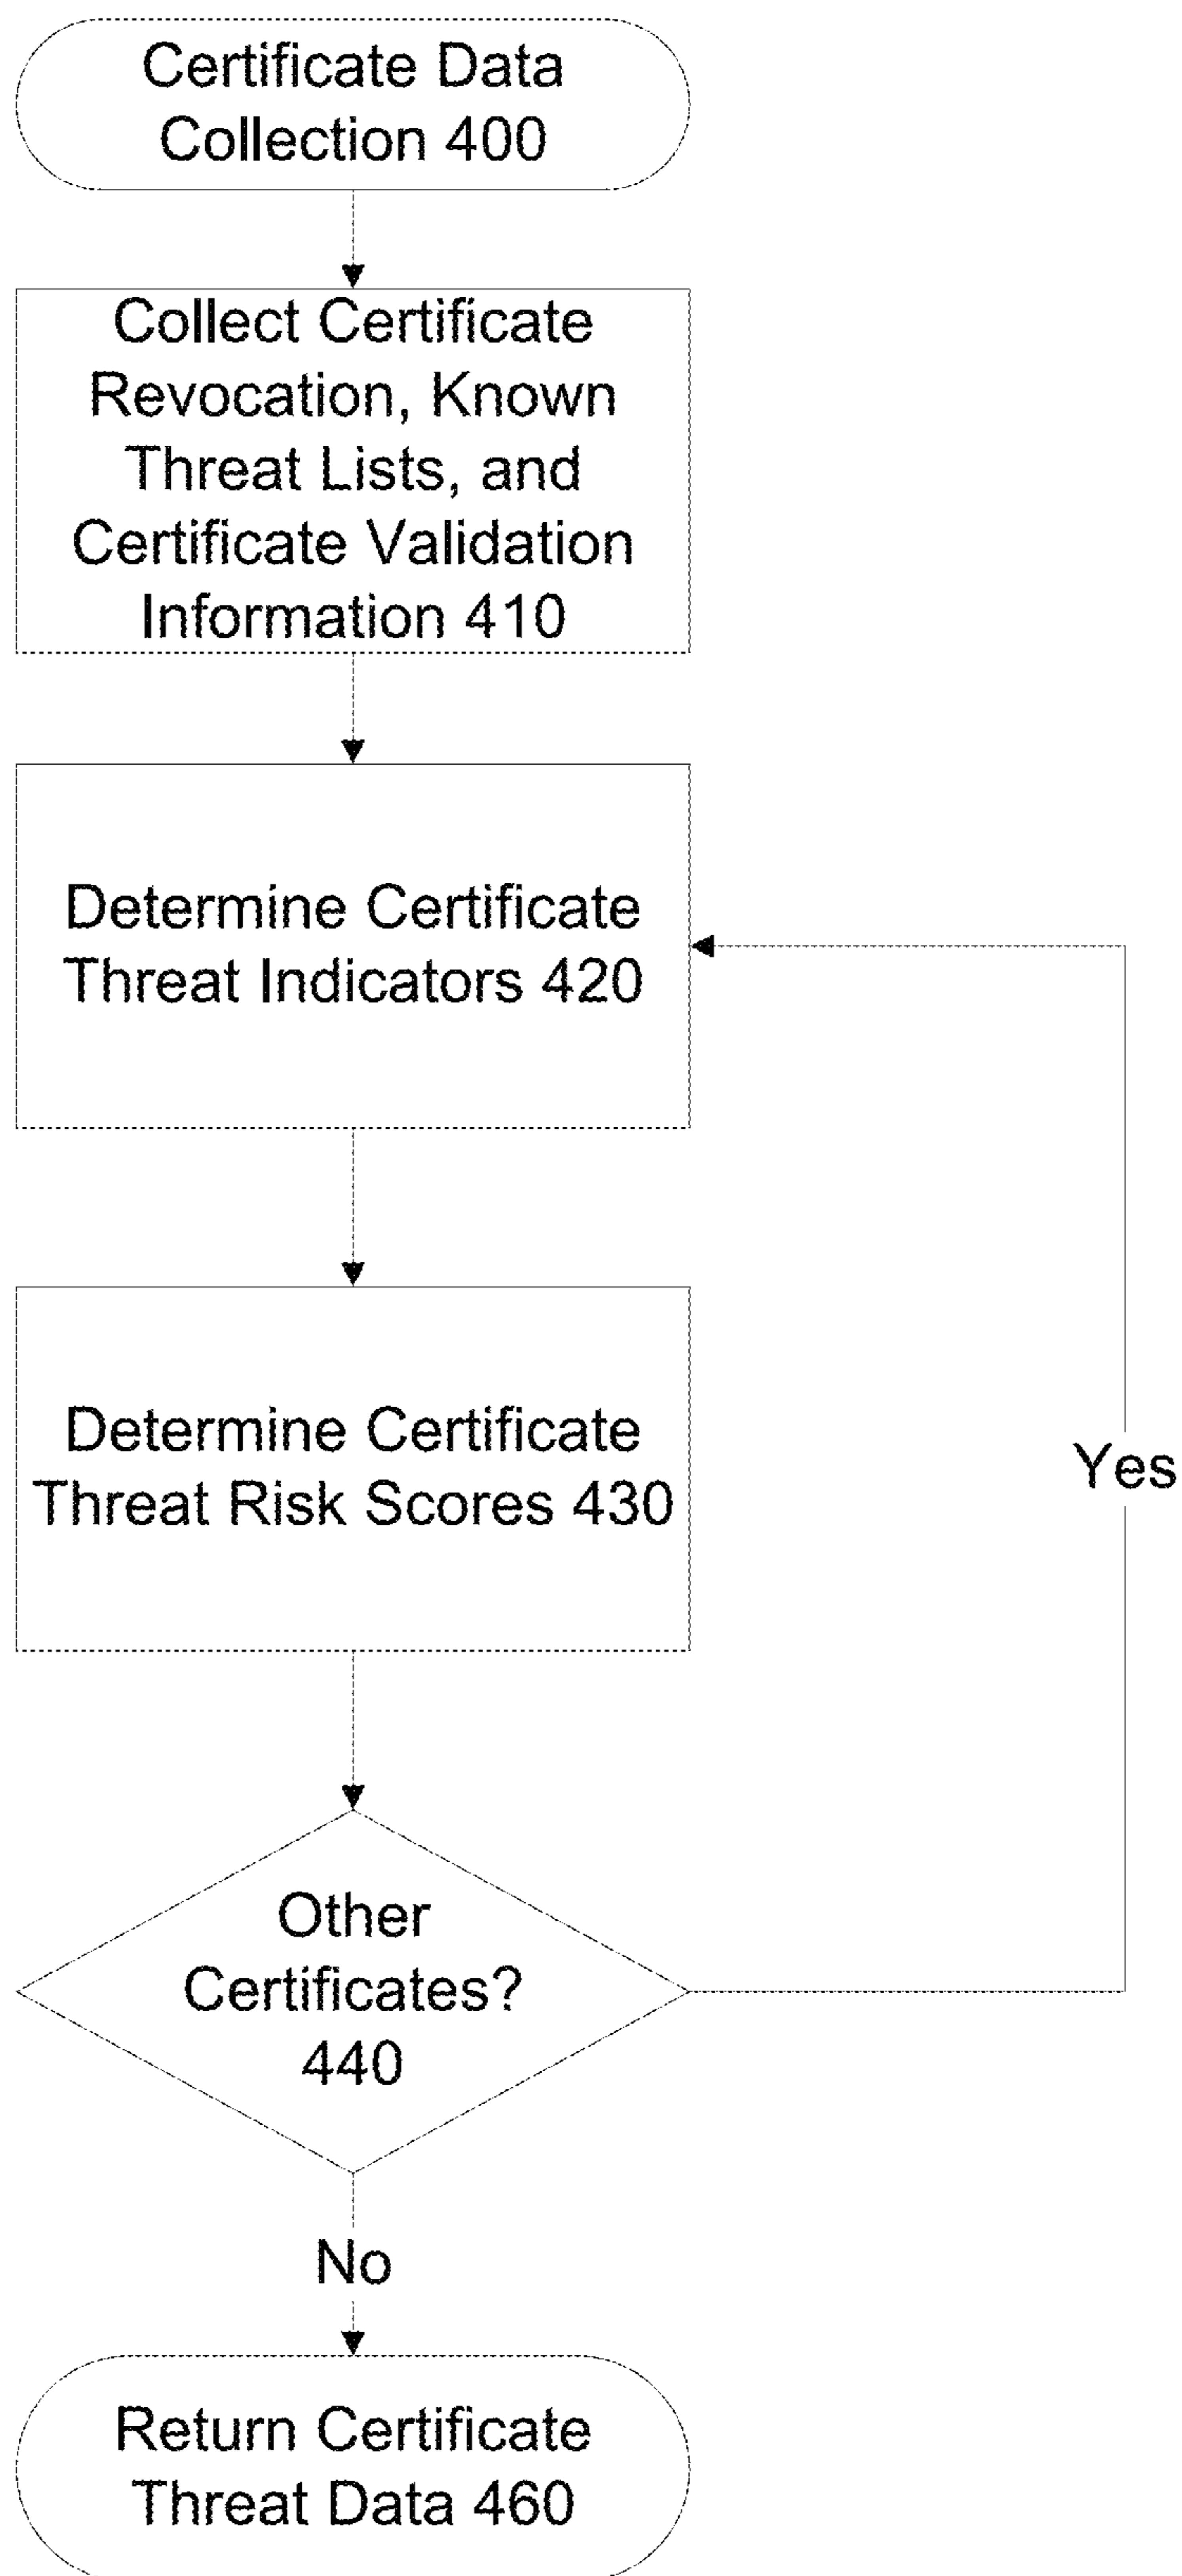 Certificate Data
Collection 400
Collect Certificate
Revocation, Known
Threat Lists, and
Certificate Validation
Information 410
Determine Certificate
Threat Indicators 420
Determine Certificate
Threat Risk Scores 430
Yes
Other
Certificates?
440
No
Return Certificate
Threat Data 460